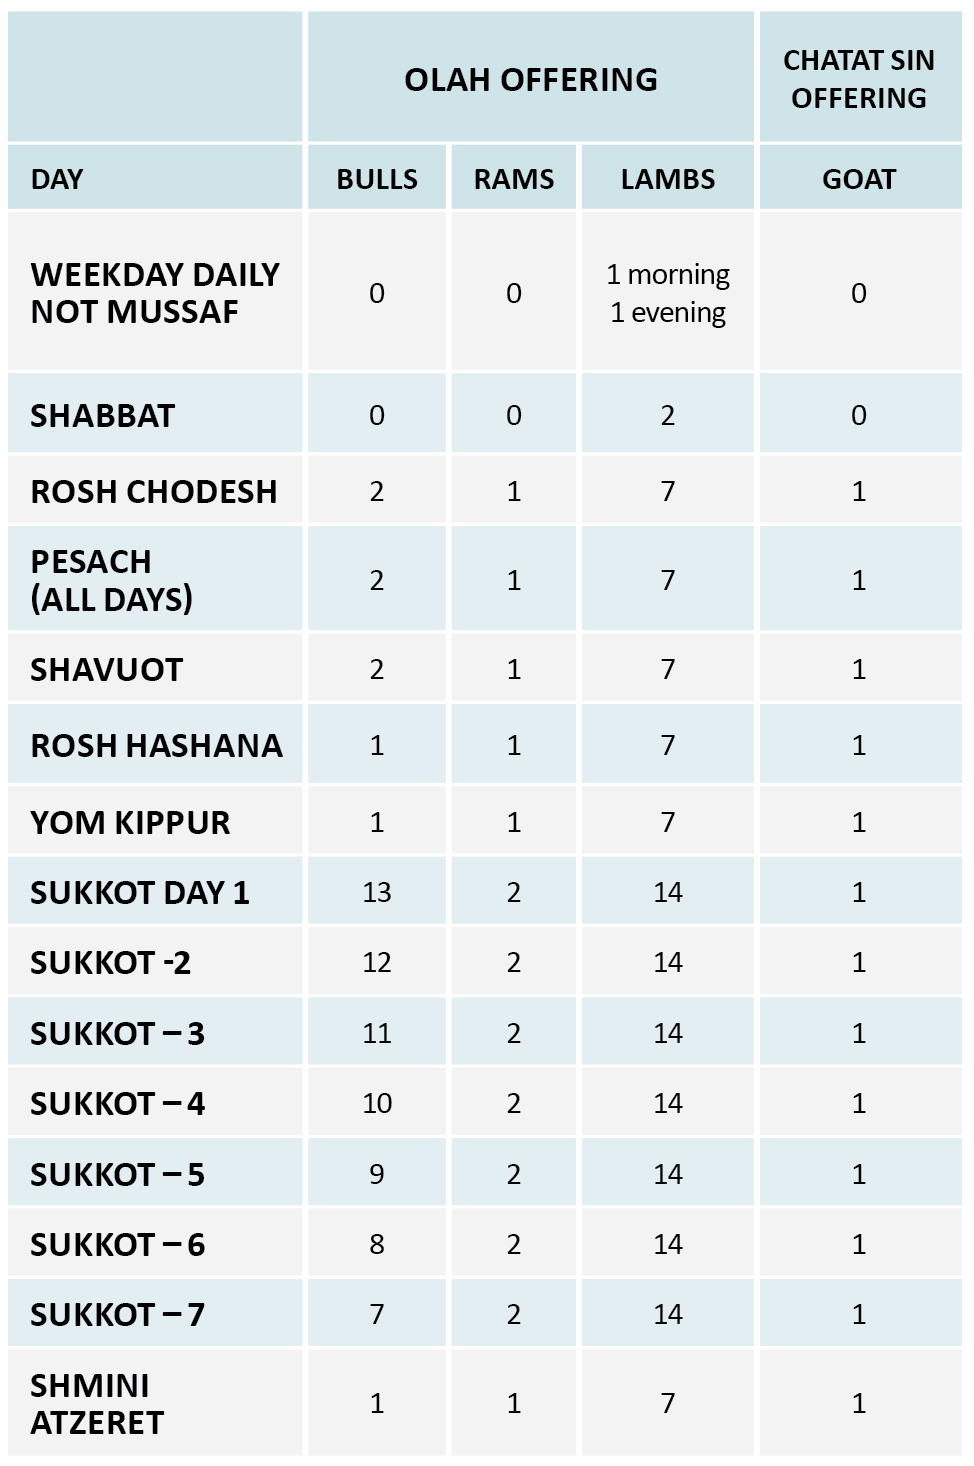 OLAH OFFERING CHATAT SIN
OFFERING
DAY BULLS RAMS LAMBS GOAT
WEEKDAY DAILY
NOT MUSSAF 0 0 1 morning
1 evening 0
SHABBAT 0 0 2 0
ROSH CHODESH 2 1 7 1
PESACH
(ALL DAYS) 2 1 7 1
SHAVUOT 2 1 7 1
ROSH HASHANA 1 1 7 1
YOM KIPPUR 1 1 7 1
SUKKOT DAY 1 13 2 14 1
SUKKOT -2 12 2 14 1
SUKKOT – 3 11 2 14 1
SUKKOT – 4 10 2 14 1
SUKKOT – 5 9 2 14 1
SUKKOT – 6 8 2 14 1
SUKKOT – 7 7 2 14 1
SHMINI
ATZERET 1 1 7 1